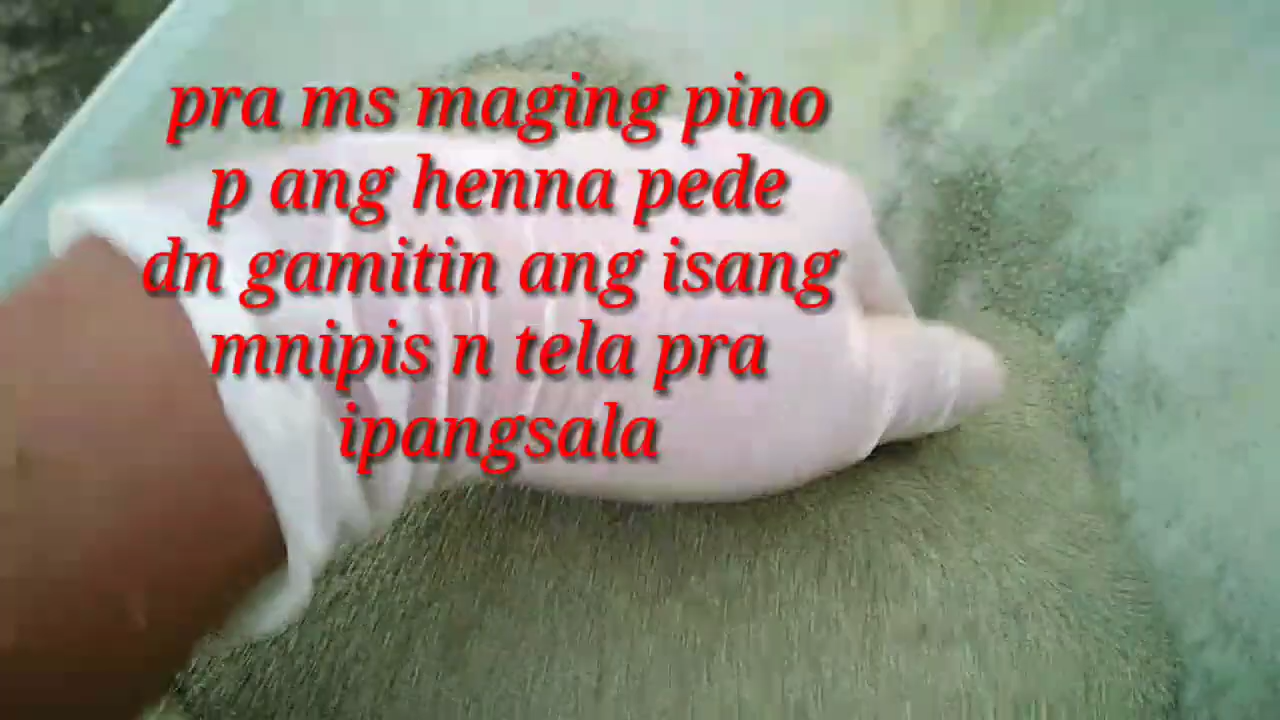 pra ms maging pino
p ang henna pede
dn gamitin ang isang
mnipis n tela pra
ipangsala